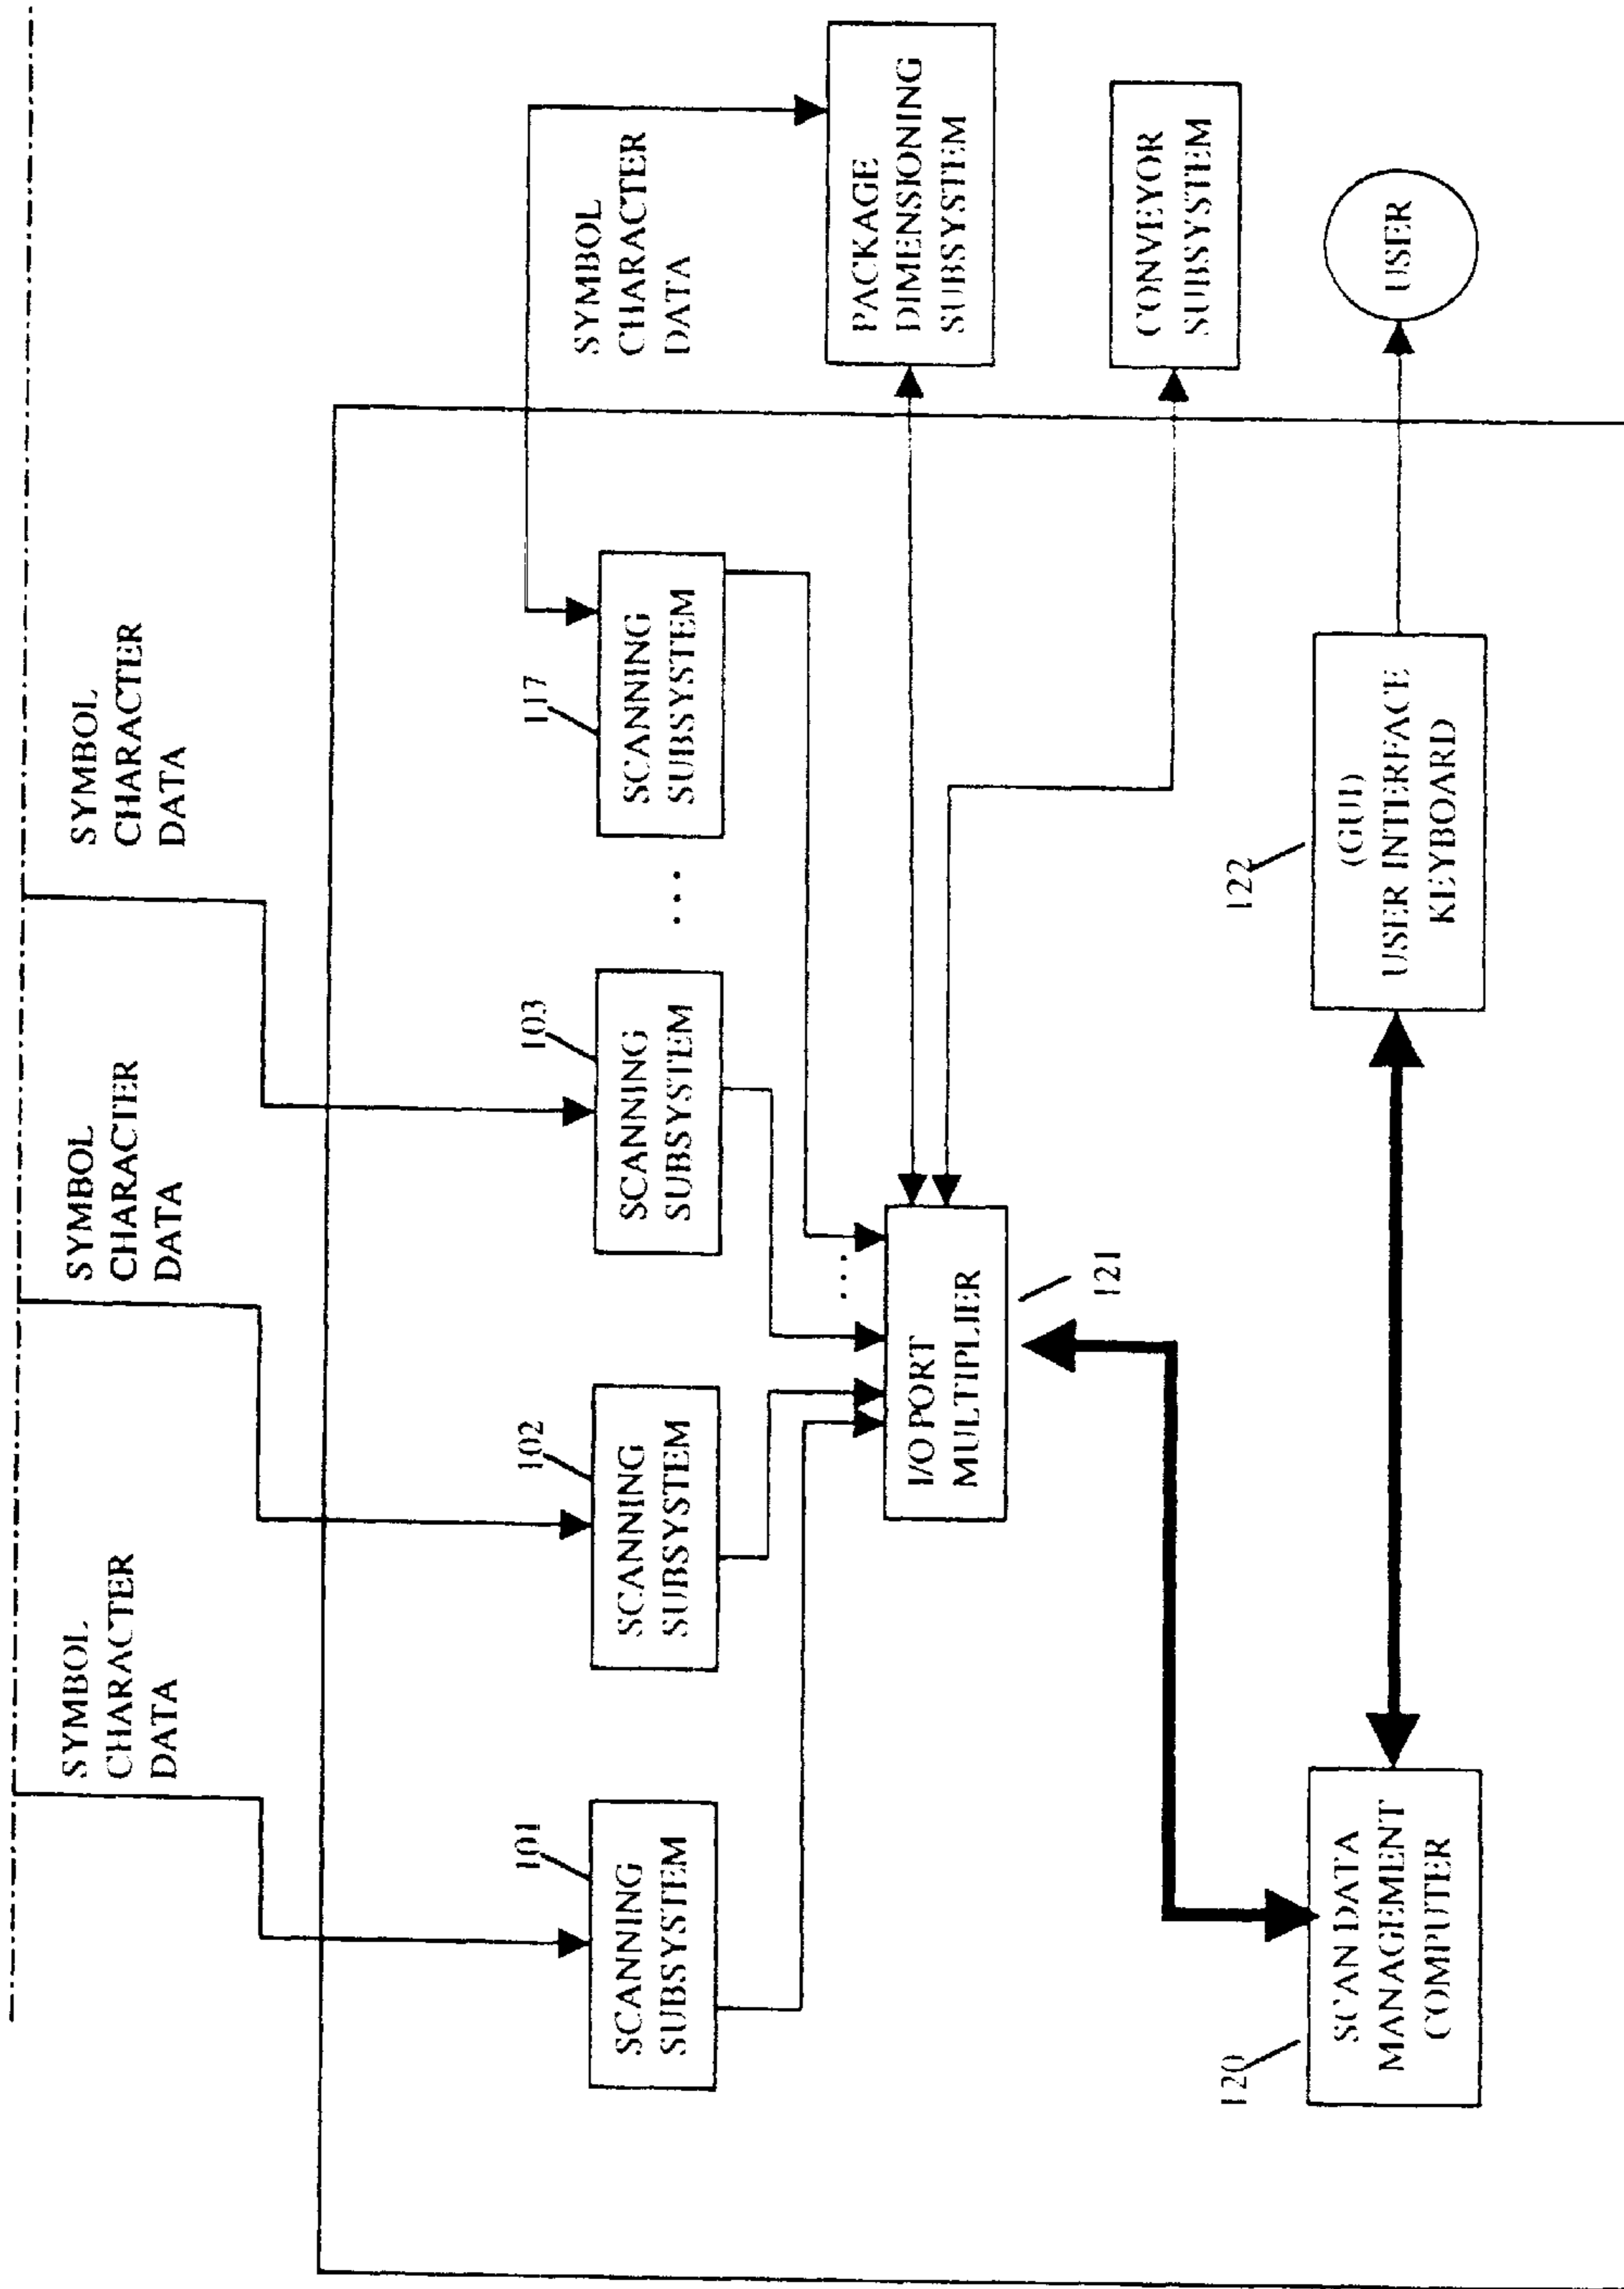 SYMBOL
CHARACTER
DATA
SYMBOL
CHARACTER
DATA
SYMBOL
CHARACTER
DATA
101
SCANNING
SUBSYSTEM
102
SCANNING
SUBSYSTEM
103
SCANNING
SUBSYSTEM
...
117
SCANNING
SUBSYSTEM
SYMBOL
CHARACTER
DATA
...
I/O PORT
MULTIPLIER
121
PACKAGE
DIMENSIONING
SUBSYSTEM
CONVEYOR
SUBSYSTEM
120
SCAN DATA
MANAGEMENT
COMPUTER
122
(GUI)
USER INTERFACE
KEYBOARD
USER